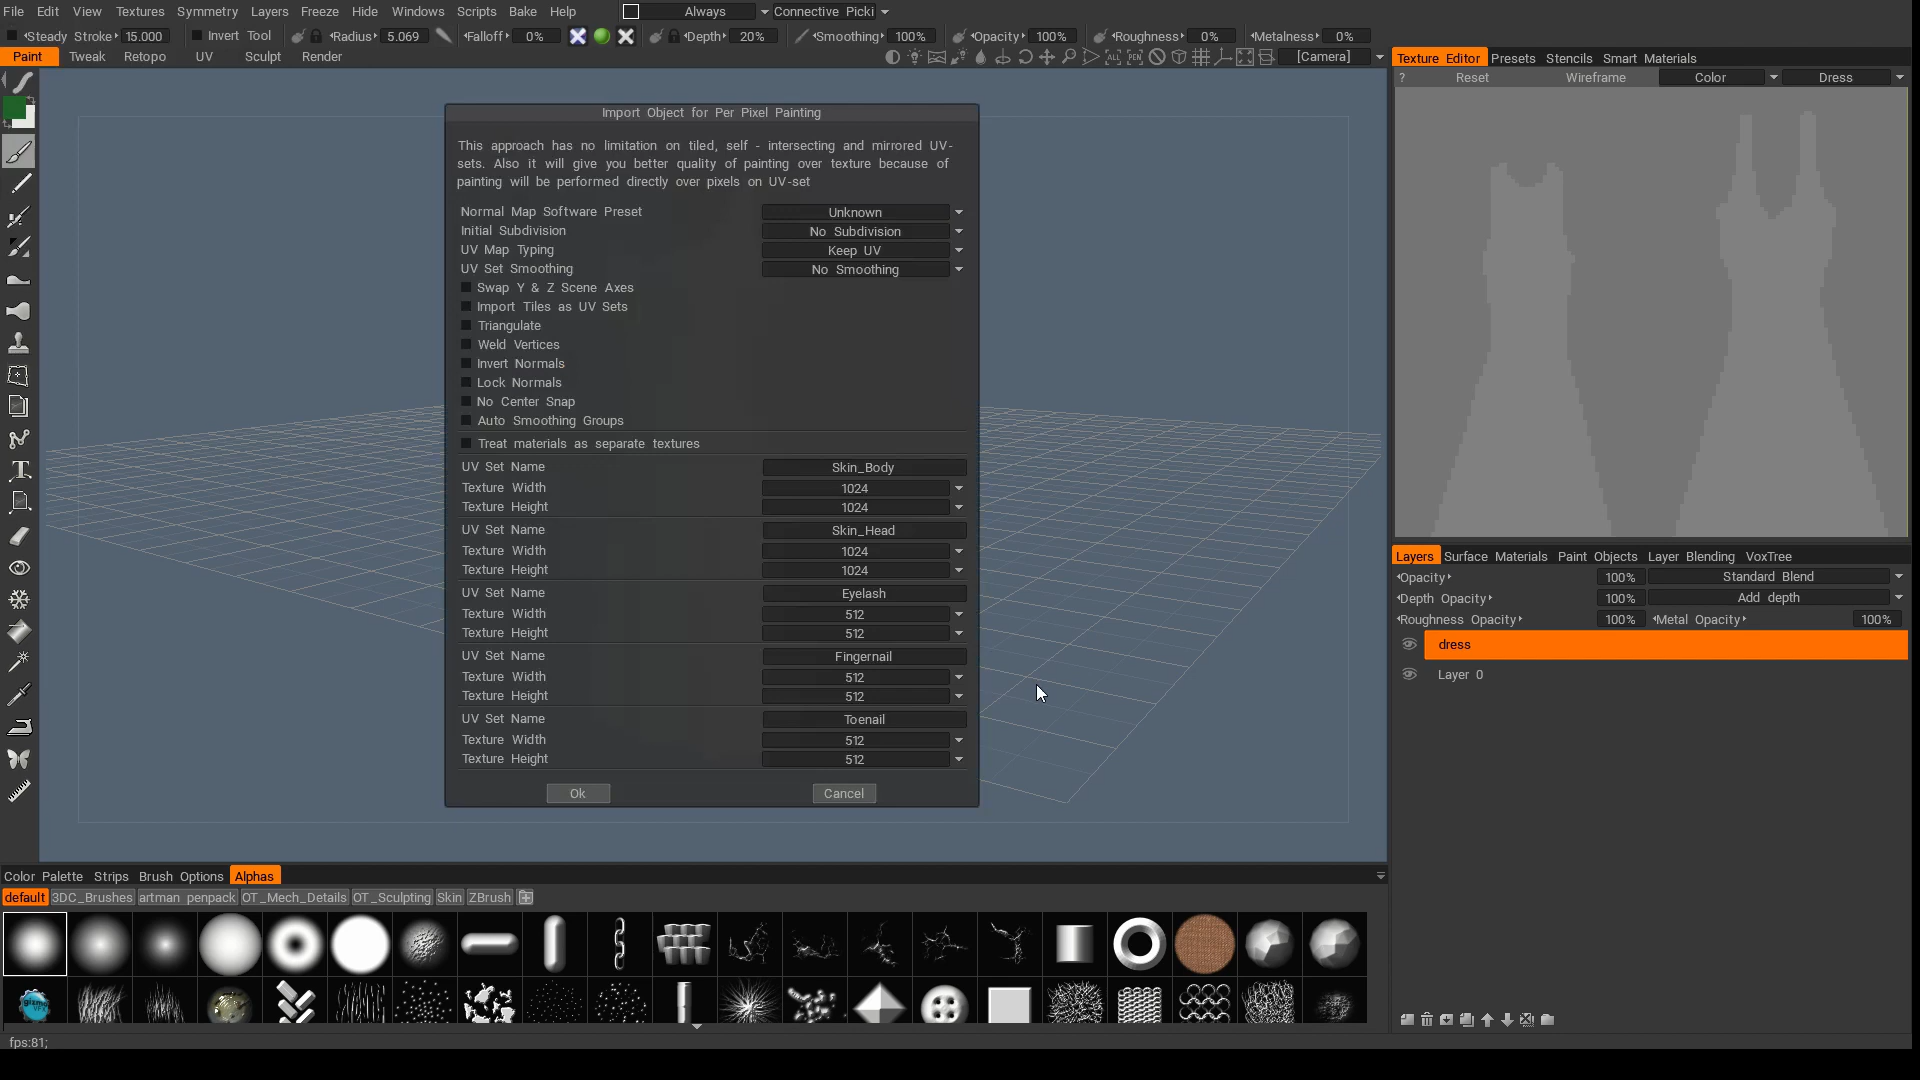 File Edit View Textures Symmetry Layers Freeze Hide Windows Scripts Bake Help Always Connective Picki
Steady Stroke 15.000 Invert Tool Radius 5.069 Falloff 0% Depth 20% Smoothing 100% Opacity 100% Roughness 0% Metalness 0%
Paint Tweak Retopo UV Sculpt Render ALL PEN [Camera]
Texture Editor Presets Stencils Smart Materials
? Reset Wireframe Color Dress
Import Object for Per Pixel Painting
This approach has no limitation on tiled, self - intersecting and mirrored UV-
sets. Also it will give you better quality of painting over texture because of
painting will be performed directly over pixels on UV-set
Normal Map Software Preset Unknown
Initial Subdivision No Subdivision
UV Map Typing Keep UV
UV Set Smoothing No Smoothing
Swap Y & Z Scene Axes
Import Tiles as UV Sets
Triangulate
Weld Vertices
Invert Normals
Lock Normals
No Center Snap
Auto Smoothing Groups
Treat materials as separate textures
UV Set Name Skin_Body
Texture Width 1024
Texture Height 1024
UV Set Name Skin_Head
Texture Width 1024
Texture Height 1024
UV Set Name Eyelash
Texture Width 512
Texture Height 512
UV Set Name Fingernail
Texture Width 512
Texture Height 512
UV Set Name Toenail
Texture Width 512
Texture Height 512
Ok Cancel
Layers Surface Materials Paint Objects Layer Blending VoxTree
Opacity 100% Standard Blend
Depth Opacity 100% Add depth
Roughness Opacity 100% Metal Opacity 100%
dress
Layer 0
Color Palette Strips Brush Options Alphas
default 3DC_Brushes artman penpack OT_Mech_Details OT_Sculpting Skin ZBrush
gizmo
fps:81;